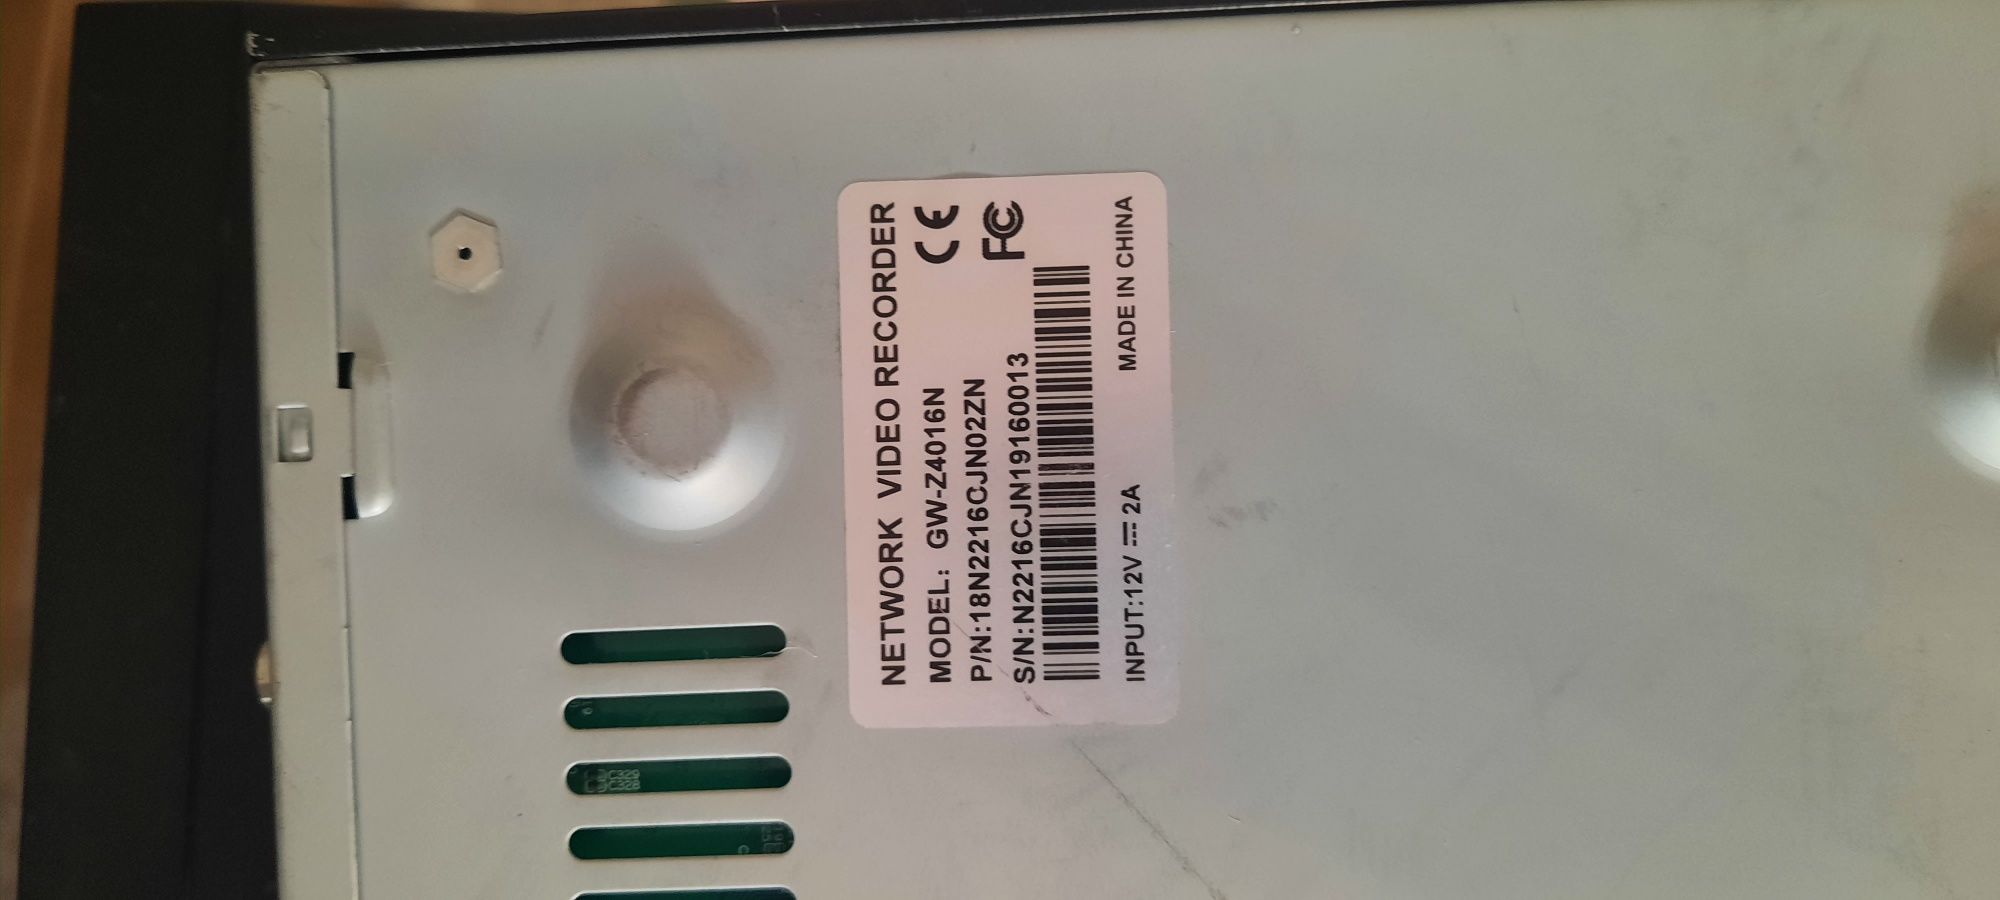 NETWORK VIDEO RECORDER
MODEL: GW-Z4016N
P/N:18N2216CJN02ZN
S/N:N2216CJN19160013
INPUT:12V ⎓ 2A
MADE IN CHINA
CE
FC